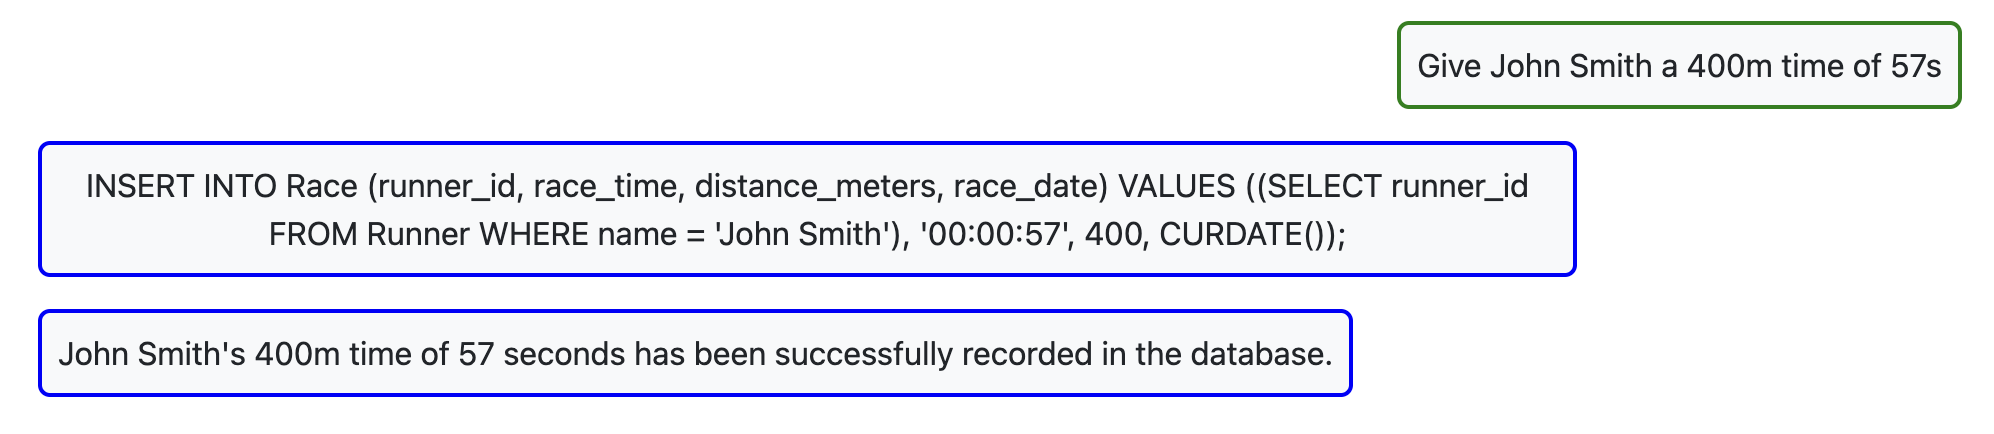 Give John Smith a 400m time of 57s
INSERT INTO Race (runner_id, race_time, distance_meters, race_date) VALUES ((SELECT runner_id
FROM Runner WHERE name = 'John Smith'), '00:00:57', 400, CURDATE());
John Smith's 400m time of 57 seconds has been successfully recorded in the database.